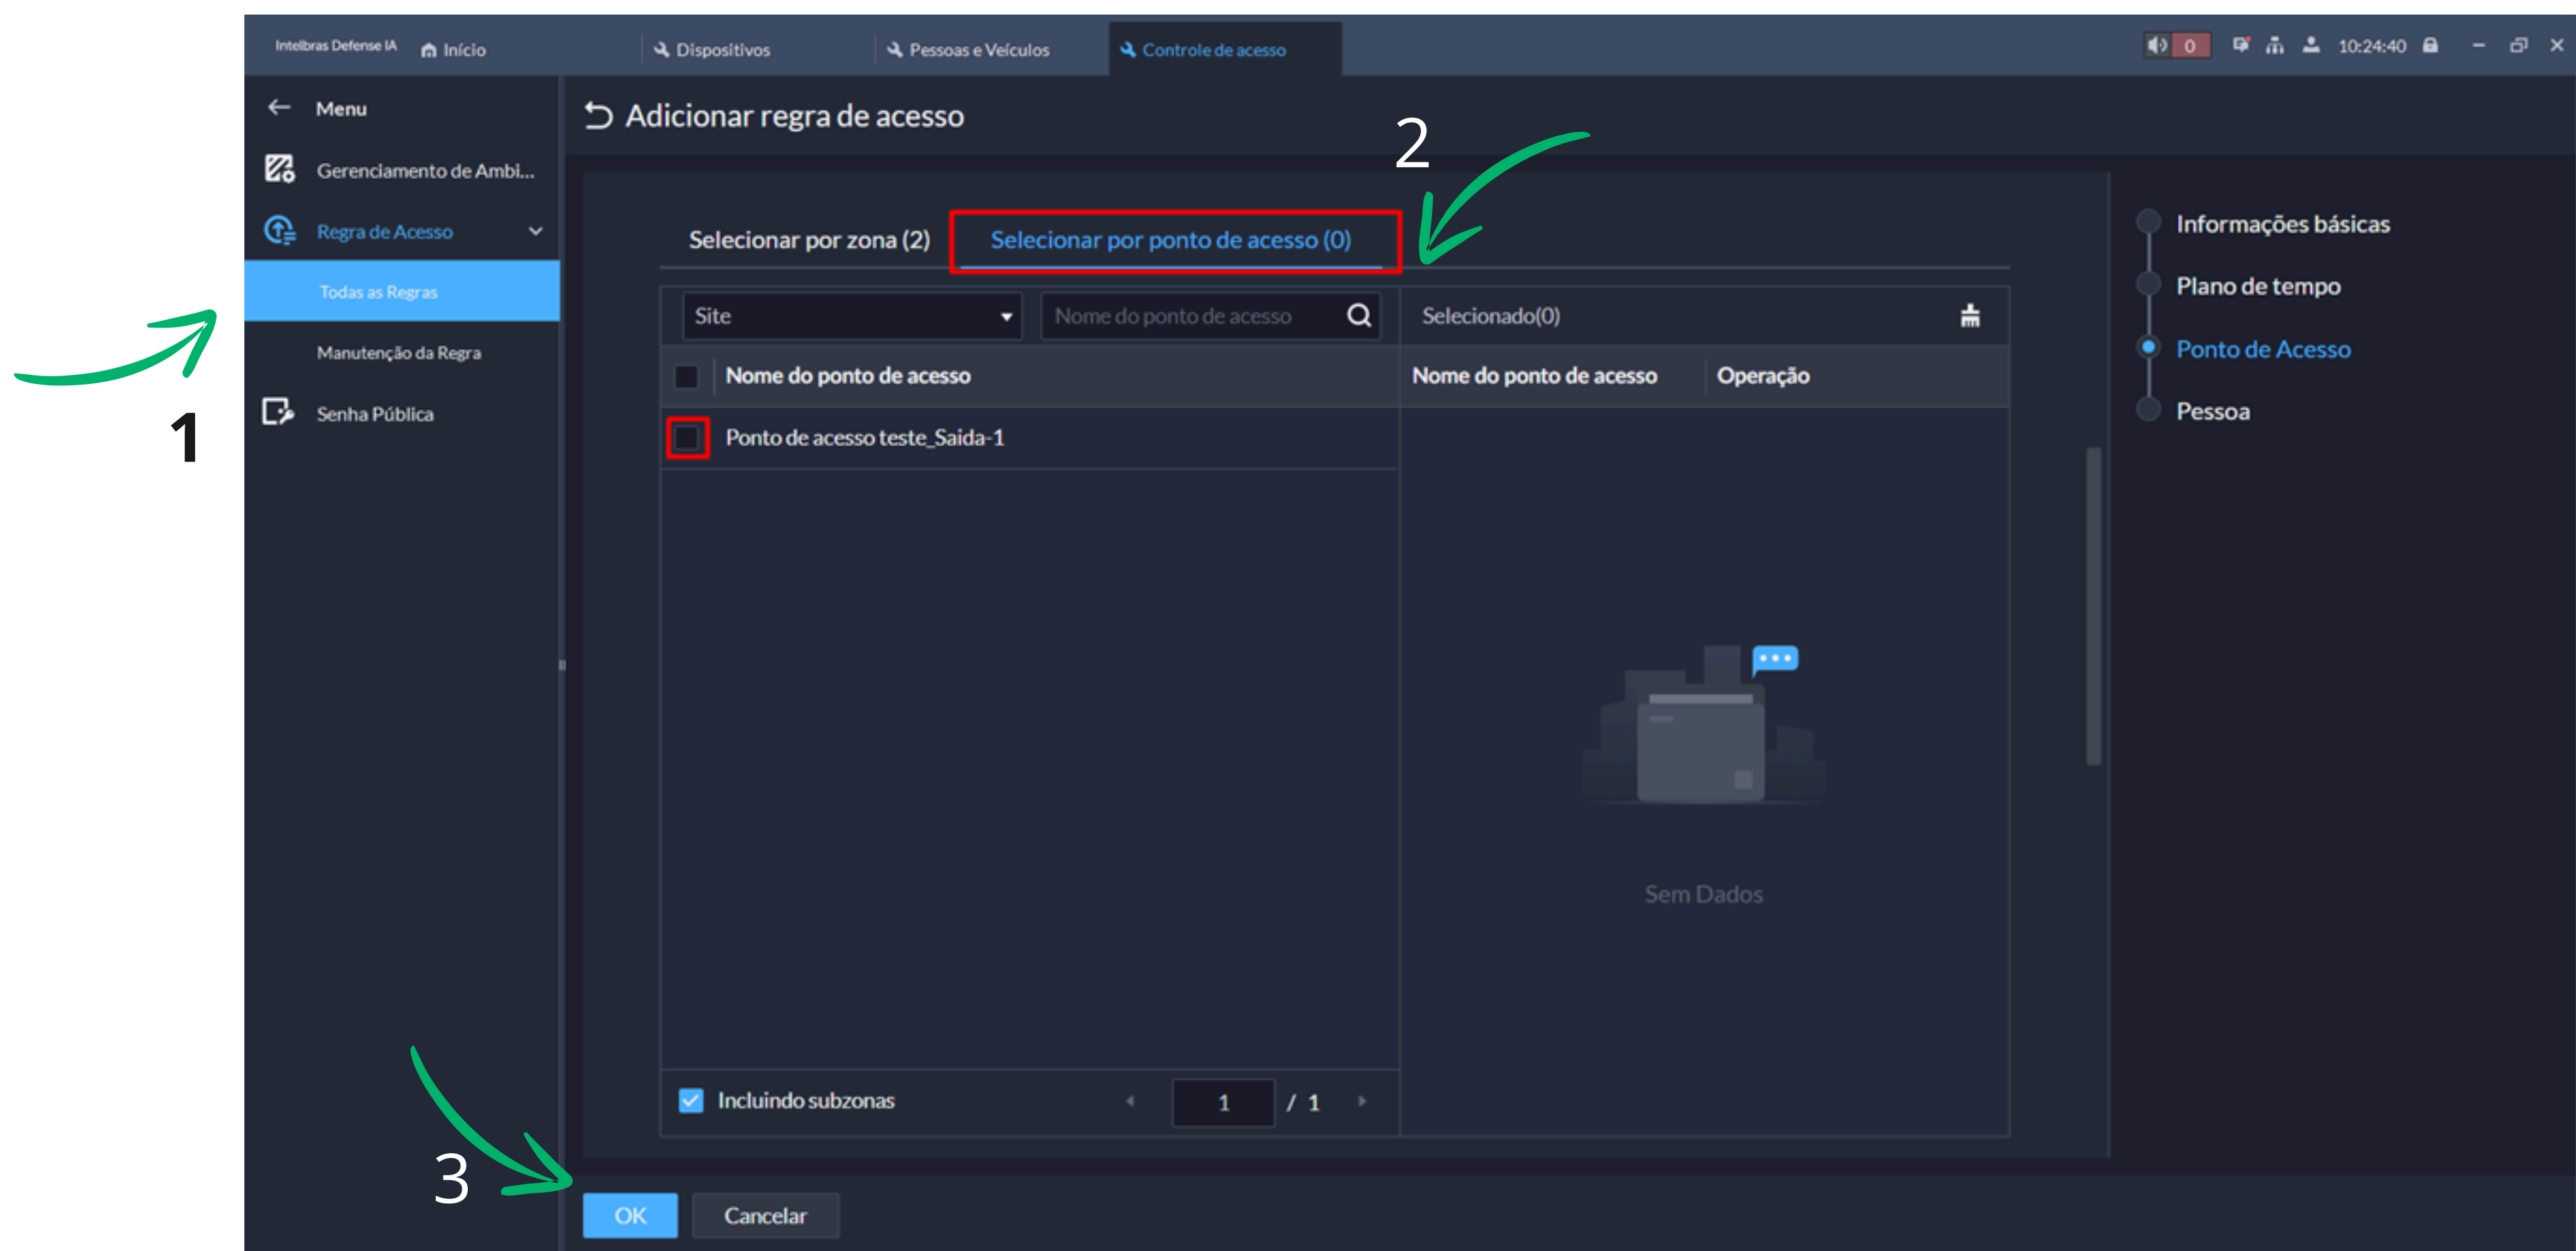 Intelbras Defense IA
Início
Dispositivos
Pessoas e Veículos
Controle de acesso
0
10:24:40
Menu
Adicionar regra de acesso
2
Gerenciamento de Ambi...
Regra de Acesso
Todas as Regras
Manutenção da Regra
Senha Pública
1
Selecionar por zona (2)
Selecionar por ponto de acesso (0)
Site
Nome do ponto de acesso
Selecionado(0)
Nome do ponto de acesso
Nome do ponto de acesso
Operação
Ponto de acesso teste_Saida-1
Sem Dados
Incluindo subzonas
1 / 1
Informações básicas
Plano de tempo
Ponto de Acesso
Pessoa
3
OK
Cancelar